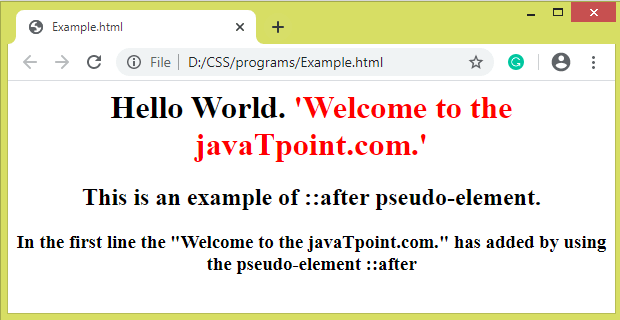 Example.html
File
D:/CSS/programs/Example.html
Hello World. 'Welcome to the
javaTpoint.com.'
This is an example of ::after pseudo-element.
In the first line the "Welcome to the javaTpoint.com." has added by using
the pseudo-element ::after